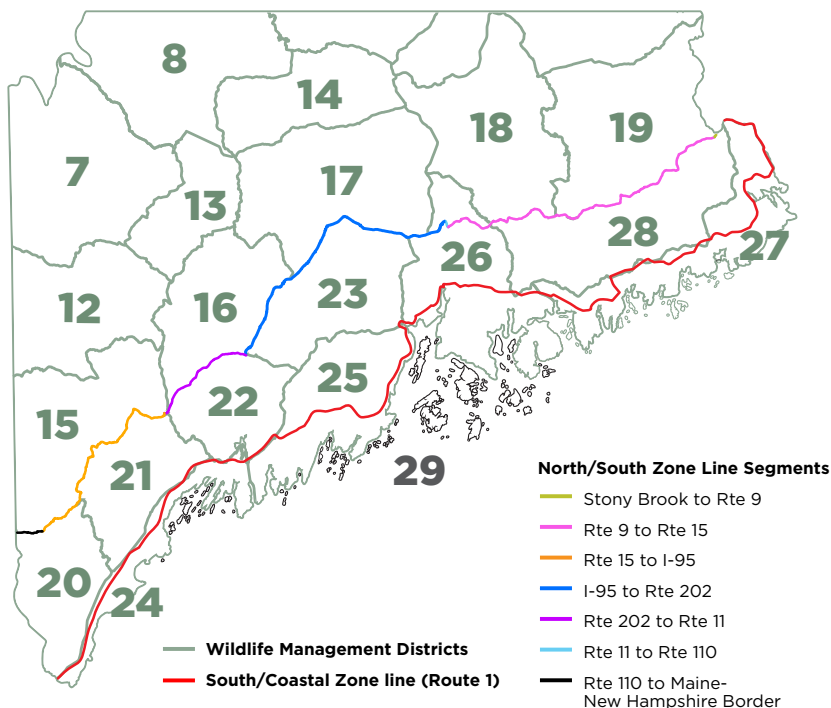 8
14
18
19
7
17
13
28
27
26
12
16
23
25
22
15
29
21
20
24
North/South Zone Line Segments
Stony Brook to Rte 9
Rte 9 to Rte 15
Rte 15 to I-95
I-95 to Rte 202
Rte 202 to Rte 11
Rte 11 to Rte 110
Rte 110 to Maine-
New Hampshire Border
Wildlife Management Districts
South/Coastal Zone line (Route 1)